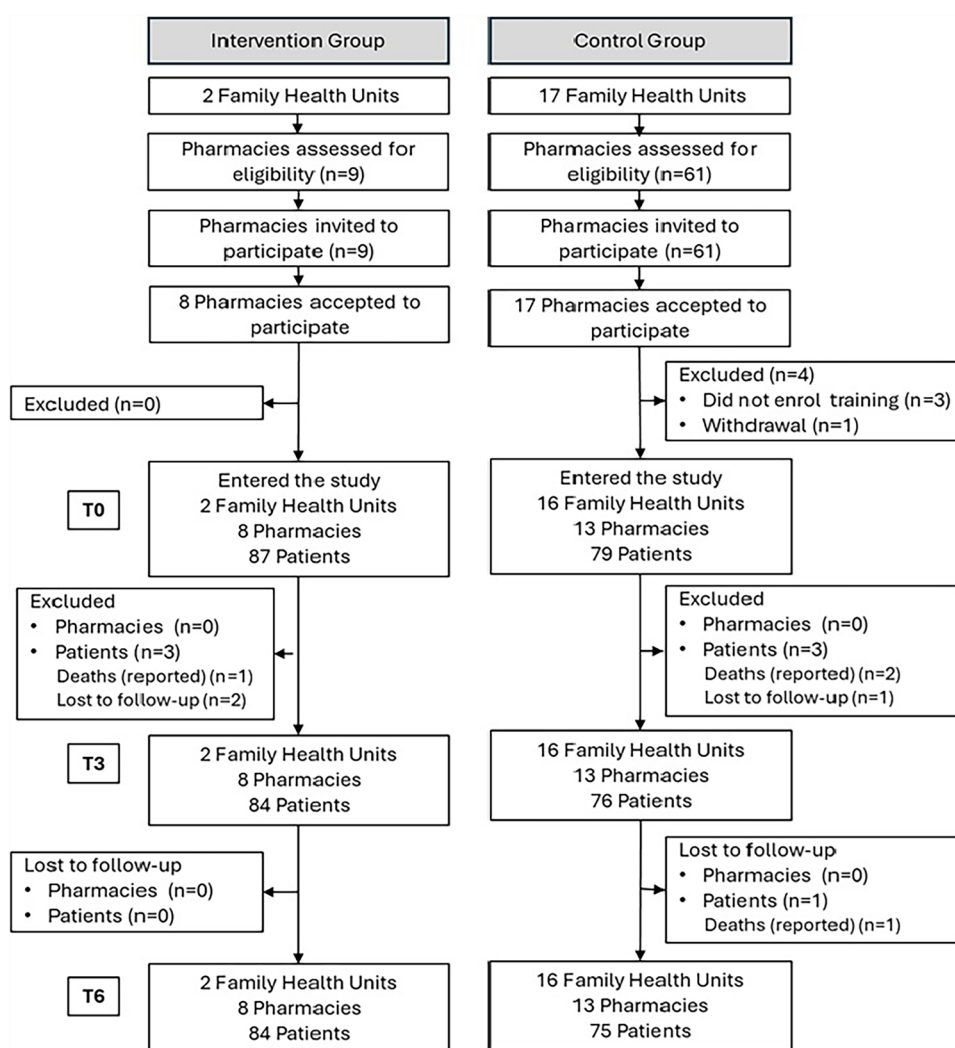 Intervention Group
Control Group
2 Family Health Units
17 Family Health Units
Pharmacies assessed for
eligibility (n=9)
Pharmacies assessed for
eligibility (n=61)
Pharmacies invited to
participate (n=9)
Pharmacies invited to
participate (n=61)
8 Pharmacies accepted to
participate
17 Pharmacies accepted to
participate
Excluded (n=0)
Excluded (n=4)
• Did not enrol training (n=3)
• Withdrawal (n=1)
T0
Entered the study
2 Family Health Units
8 Pharmacies
87 Patients
Entered the study
16 Family Health Units
13 Pharmacies
79 Patients
Excluded
• Pharmacies (n=0)
• Patients (n=3)
Deaths (reported) (n=1)
Lost to follow-up (n=2)
Excluded
• Pharmacies (n=0)
• Patients (n=3)
Deaths (reported) (n=2)
Lost to follow-up (n=1)
T3
2 Family Health Units
8 Pharmacies
84 Patients
16 Family Health Units
13 Pharmacies
76 Patients
Lost to follow-up
• Pharmacies (n=0)
• Patients (n=0)
Lost to follow-up
• Pharmacies (n=0)
• Patients (n=1)
Deaths (reported) (n=1)
T6
2 Family Health Units
8 Pharmacies
84 Patients
16 Family Health Units
13 Pharmacies
75 Patients